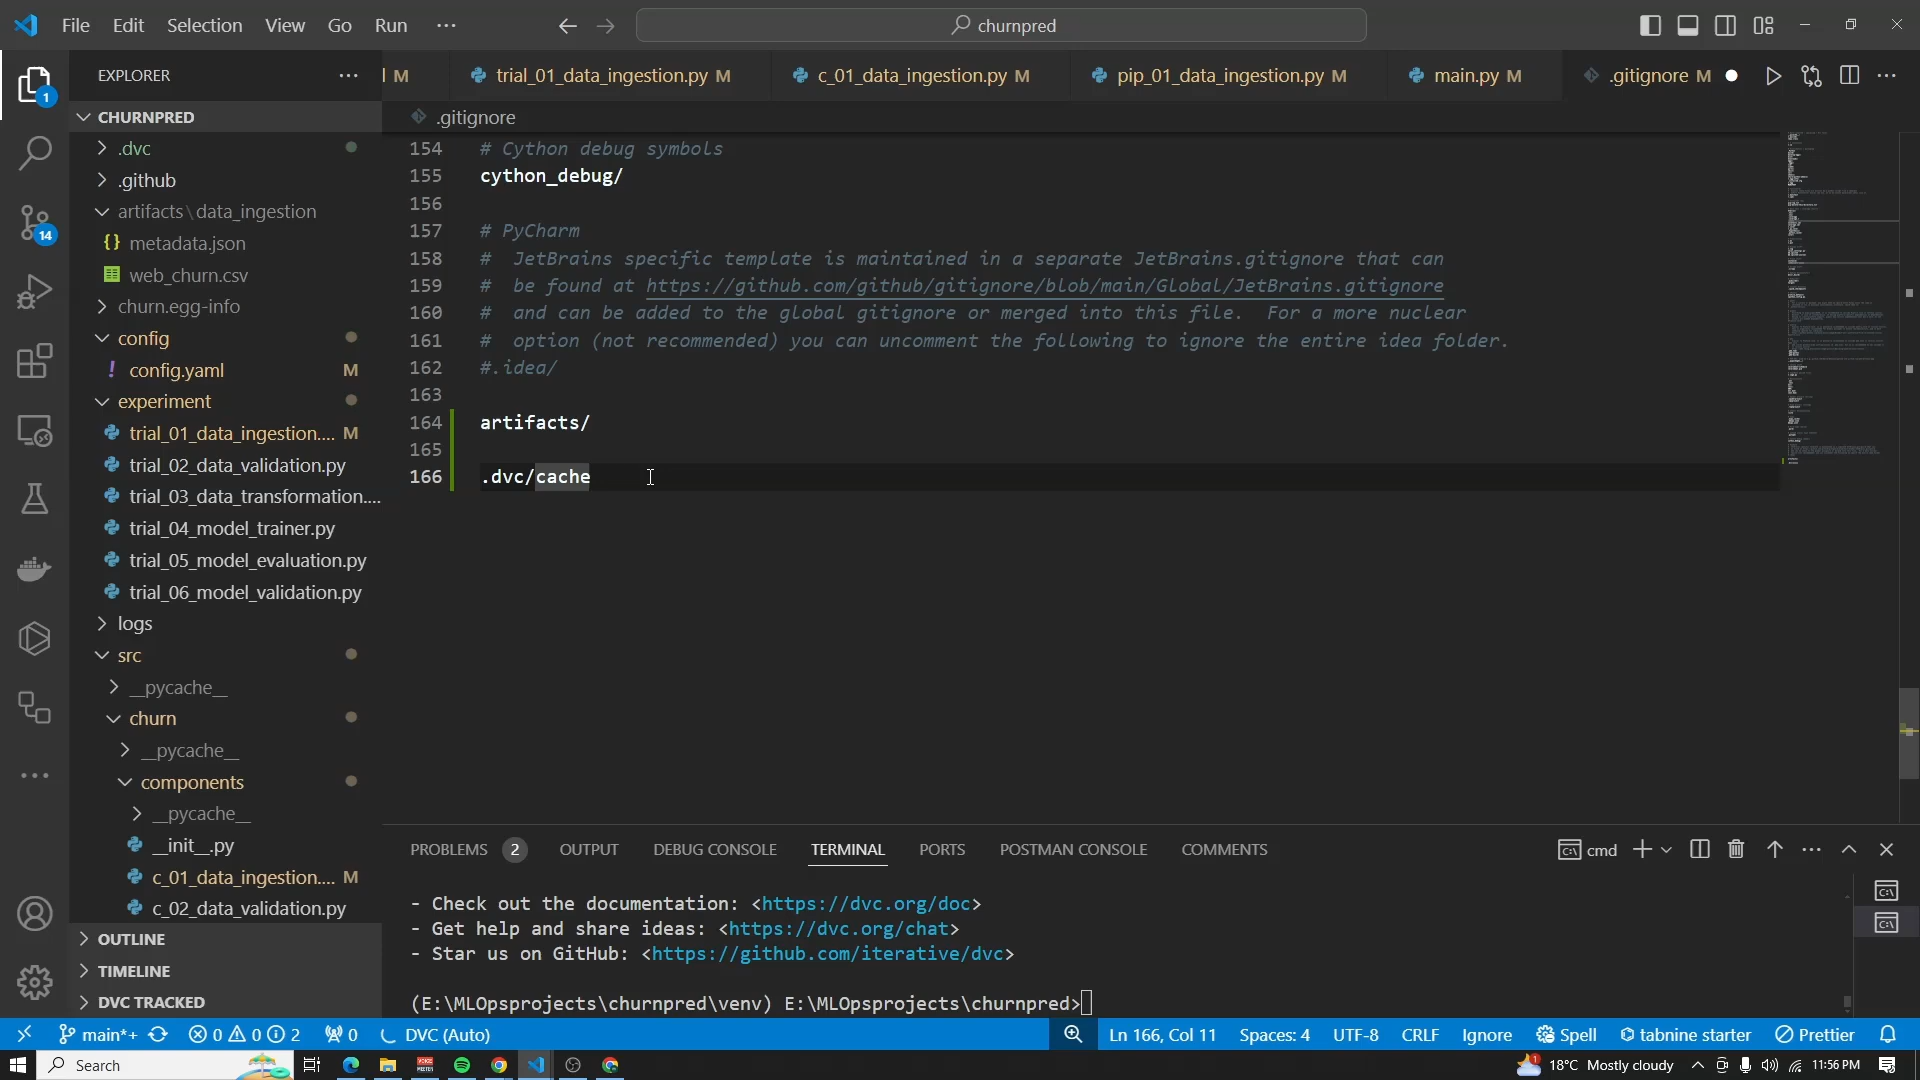 File Edit Selection View Go Run ···
churnpred
EXPLORER
M
trial_01_data_ingestion.py M
c_01_data_ingestion.py M
pip_01_data_ingestion.py M
main.py M
.gitignore M
CHURNPRED
.gitignore
.dvc
.github
artifacts\data_ingestion
metadata.json
web_churn.csv
churn.egg-info
config
config.yaml M
experiment
trial_01_data_ingestion.... M
trial_02_data_validation.py
trial_03_data_transformation....
trial_04_model_trainer.py
trial_05_model_evaluation.py
trial_06_model_validation.py
logs
src
__pycache__
churn
__pycache__
components
__pycache__
__init__.py
c_01_data_ingestion.... M
c_02_data_validation.py
OUTLINE
TIMELINE
DVC TRACKED
1
14
154 # Cython debug symbols
155 cython_debug/
156
157 # PyCharm
158 #  JetBrains specific template is maintained in a separate JetBrains.gitignore that can
159 #  be found at https://github.com/github/gitignore/blob/main/Global/JetBrains.gitignore
160 #  and can be added to the global gitignore or merged into this file.  For a more nuclear
161 #  option (not recommended) you can uncomment the following to ignore the entire idea folder.
162 #.idea/
163
164 artifacts/
165
166 .dvc/cache
PROBLEMS 2 OUTPUT DEBUG CONSOLE TERMINAL PORTS POSTMAN CONSOLE COMMENTS
cmd
- Check out the documentation: <https://dvc.org/doc>
- Get help and share ideas: <https://dvc.org/chat>
- Star us on GitHub: <https://github.com/iterative/dvc>
(E:\MLOpsprojects\churnpred\venv) E:\MLOpsprojects\churnpred>
main*+ 0 0 2 0 DVC (Auto)
Ln 166, Col 11 Spaces: 4 UTF-8 CRLF Ignore Spell tabnine starter Prettier
Search
18°C Mostly cloudy
11:56 PM